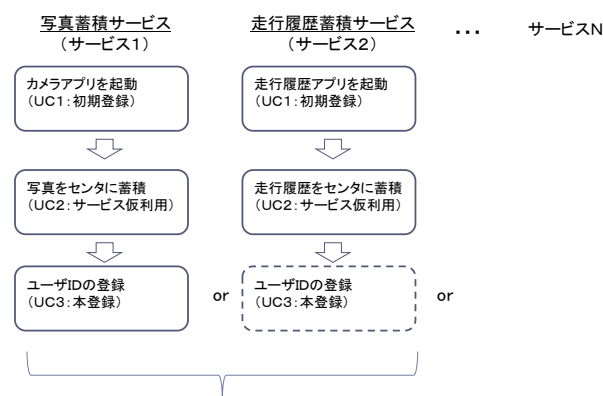 写真蓄積サービス
（サービス1）
走行履歴蓄積サービス
（サービス2）
...
サービスN
カメラアプリを起動
（UC1：初期登録）
走行履歴アプリを起動
（UC1：初期登録）
写真をセンタに蓄積
（UC2：サービス仮利用）
走行履歴をセンタに蓄積
（UC2：サービス仮利用）
ユーザIDの登録
（UC3：本登録）
or
ユーザIDの登録
（UC3：本登録）
or